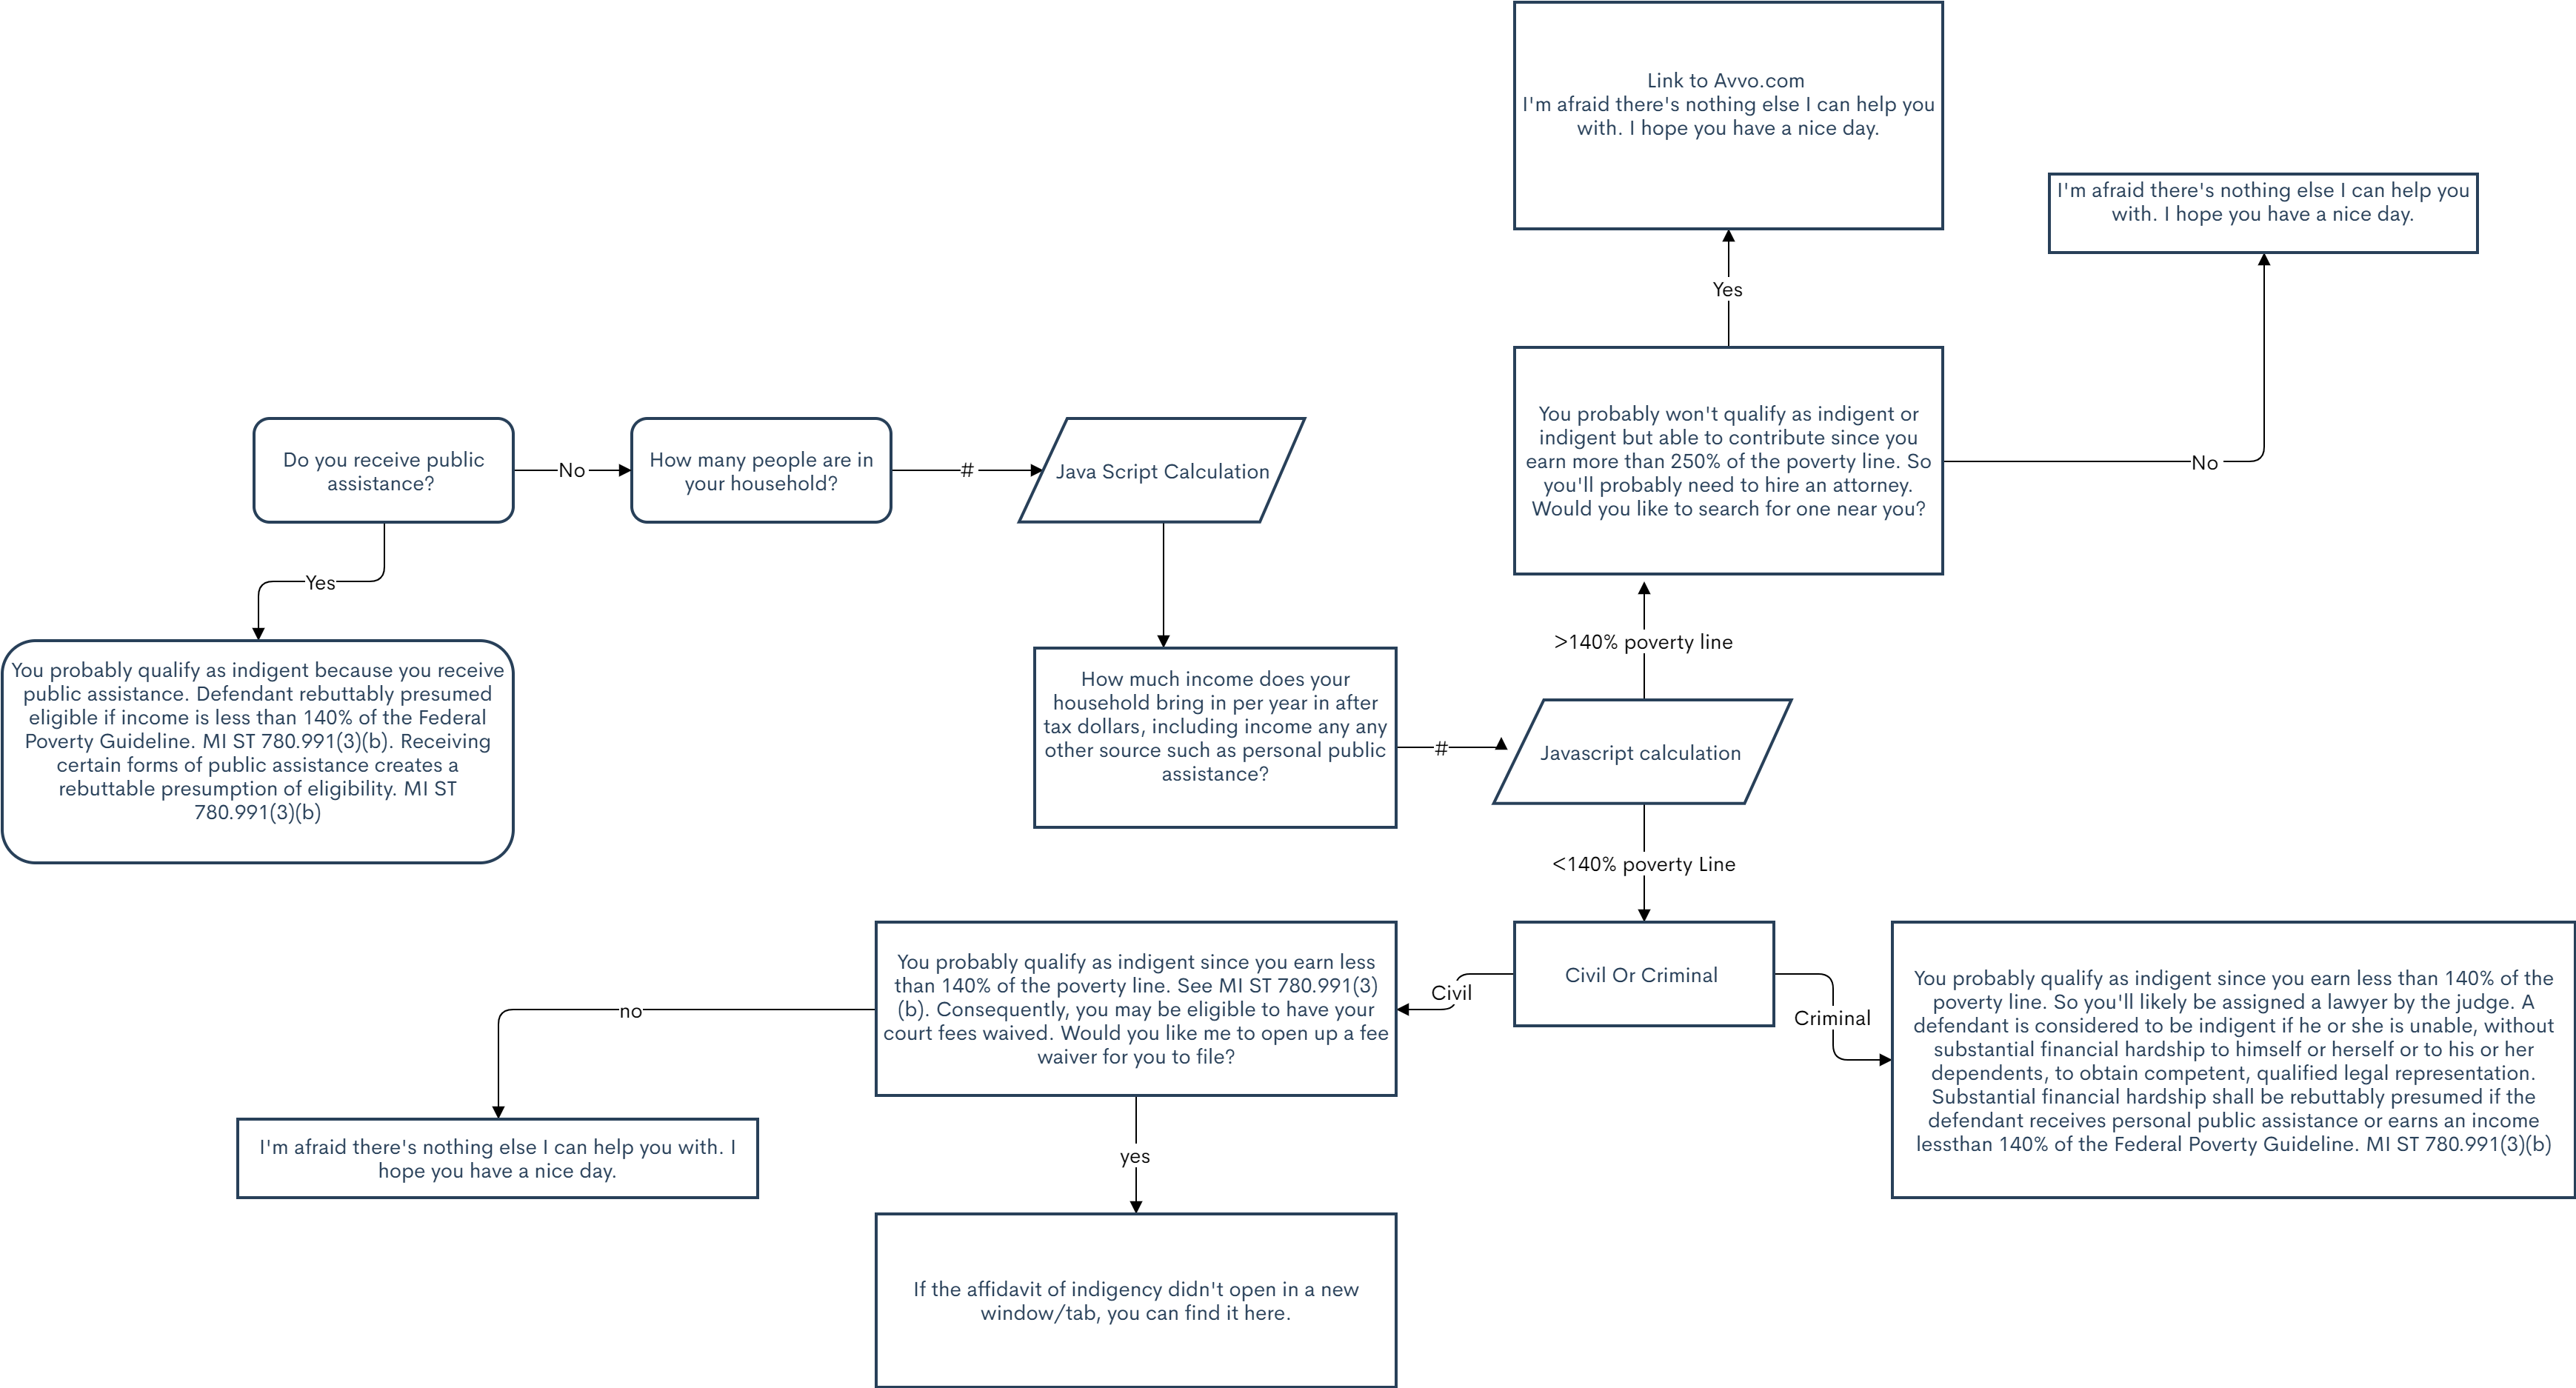 Link to Avvo.com
I'm afraid there's nothing else I can help you
with. I hope you have a nice day.
I'm afraid there's nothing else I can help you
with. I hope you have a nice day.
Yes
You probably won't qualify as indigent or
indigent but able to contribute since you
earn more than 250% of the poverty line. So
you'll probably need to hire an attorney.
Would you like to search for one near you?
No
Do you receive public
assistance?
No
How many people are in
your household?
#
Java Script Calculation
Yes
You probably qualify as indigent because you receive
public assistance. Defendant rebuttably presumed
eligible if income is less than 140% of the Federal
Poverty Guideline. MI ST 780.991(3)(b). Receiving
certain forms of public assistance creates a
rebuttable presumption of eligibility. MI ST
780.991(3)(b)
How much income does your
household bring in per year in after
tax dollars, including income any any
other source such as personal public
assistance?
#
>140% poverty line
Javascript calculation
<140% poverty Line
Civil Or Criminal
Civil
Criminal
You probably qualify as indigent since you earn less
than 140% of the poverty line. See MI ST 780.991(3)
(b). Consequently, you may be eligible to have your
court fees waived. Would you like me to open up a fee
waiver for you to file?
You probably qualify as indigent since you earn less than 140% of the
poverty line. So you'll likely be assigned a lawyer by the judge. A
defendant is considered to be indigent if he or she is unable, without
substantial financial hardship to himself or herself or to his or her
dependents, to obtain competent, qualified legal representation.
Substantial financial hardship shall be rebuttably presumed if the
defendant receives personal public assistance or earns an income
lessthan 140% of the Federal Poverty Guideline. MI ST 780.991(3)(b)
no
I'm afraid there's nothing else I can help you with. I
hope you have a nice day.
yes
If the affidavit of indigency didn't open in a new
window/tab, you can find it here.